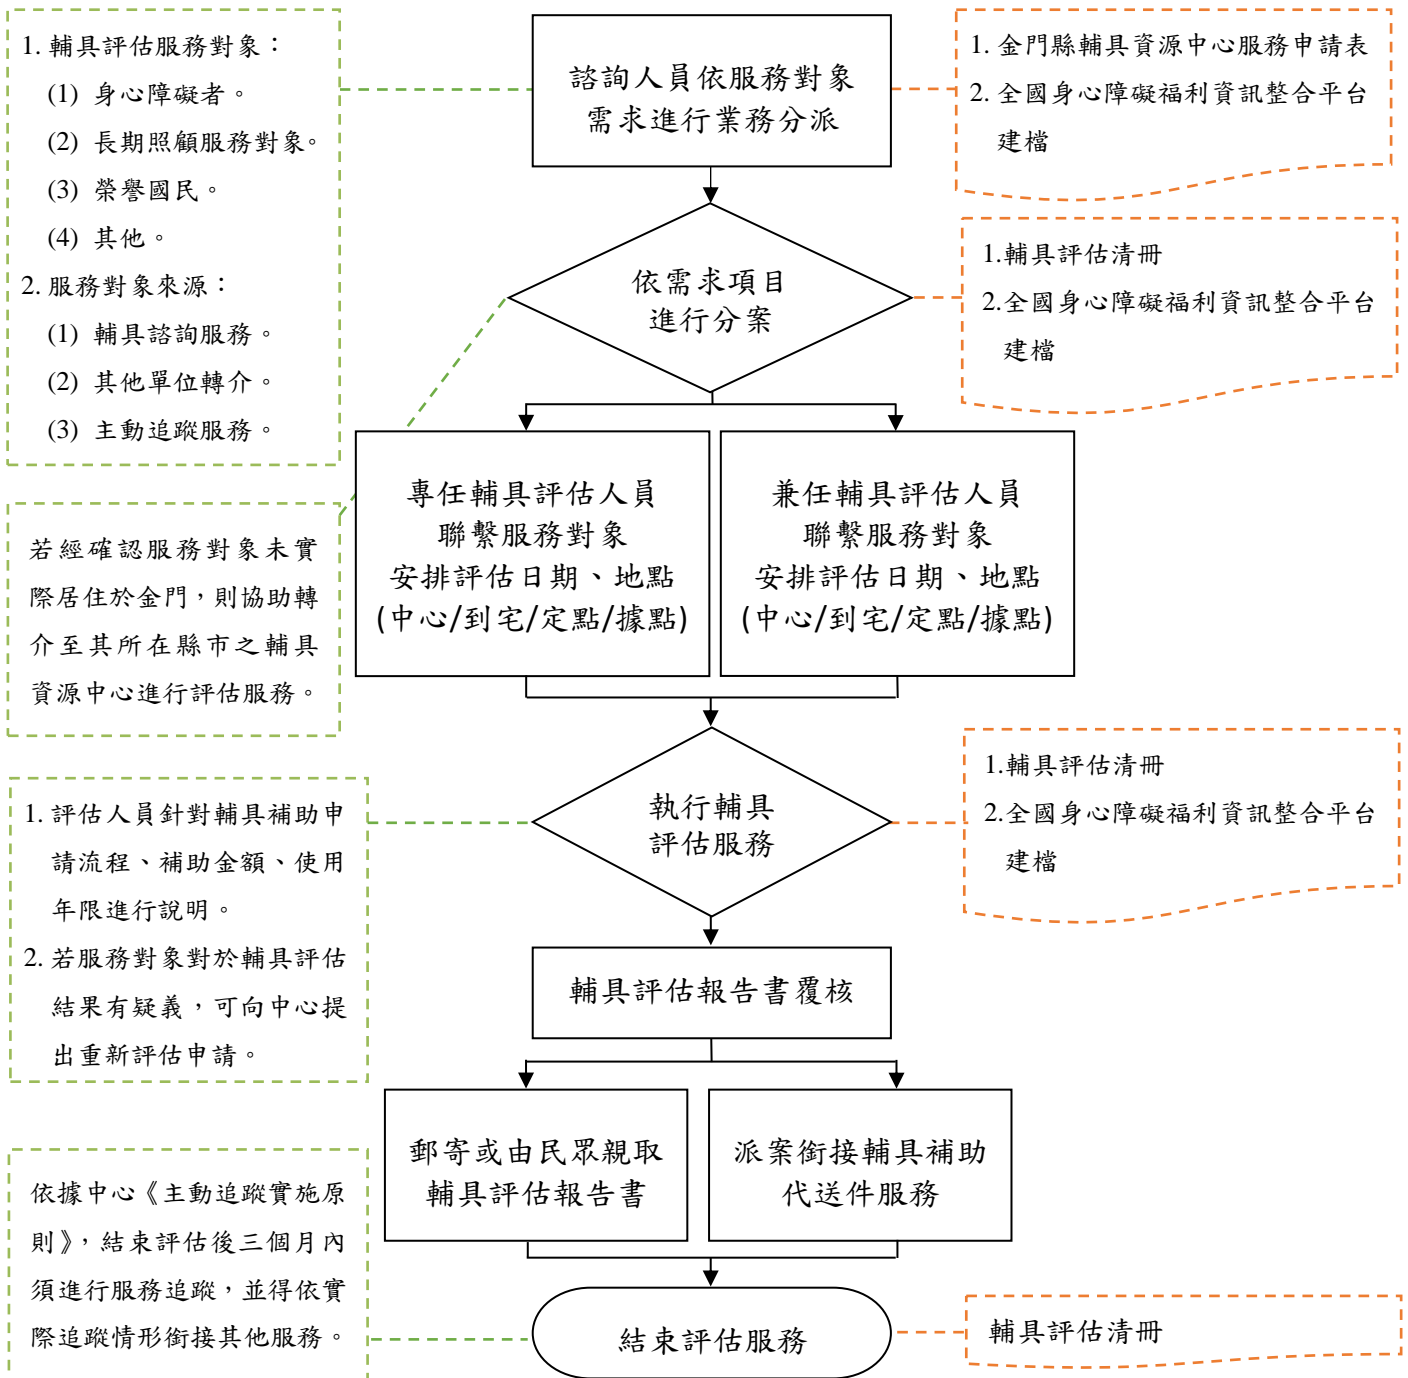 1. 輔具評估服務對象：
(1) 身心障礙者。
(2) 長期照顧服務對象。
(3) 榮譽國民。
(4) 其他。
2. 服務對象來源：
(1) 輔具諮詢服務。
(2) 其他單位轉介。
(3) 主動追蹤服務。
諮詢人員依服務對象
需求進行業務分派
1. 金門縣輔具資源中心服務申請表
2. 全國身心障礙福利資訊整合平台
建檔
依需求項目
進行分案
1.輔具評估清冊
2.全國身心障礙福利資訊整合平台
建檔
若經確認服務對象未實
際居住於金門，則協助轉
介至其所在縣市之輔具
資源中心進行評估服務。
專任輔具評估人員
聯繫服務對象
安排評估日期、地點
(中心/到宅/定點/據點)
兼任輔具評估人員
聯繫服務對象
安排評估日期、地點
(中心/到宅/定點/據點)
1. 評估人員針對輔具補助申
請流程、補助金額、使用
年限進行說明。
2. 若服務對象對於輔具評估
結果有疑義，可向中心提
出重新評估申請。
執行輔具
評估服務
1.輔具評估清冊
2.全國身心障礙福利資訊整合平台
建檔
輔具評估報告書覆核
郵寄或由民眾親取
輔具評估報告書
派案銜接輔具補助
代送件服務
依據中心《主動追蹤實施原
則》，結束評估後三個月內
須進行服務追蹤，並得依實
際追蹤情形銜接其他服務。
結束評估服務
輔具評估清冊